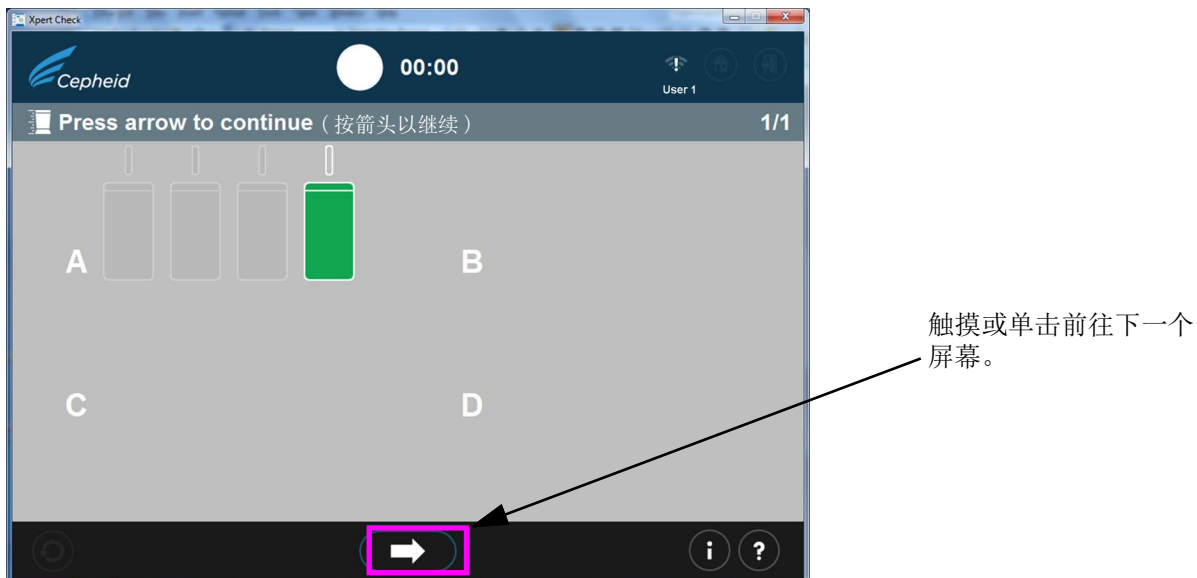 Xpert Check
Cepheid
00:00
User 1
Press arrow to continue（按箭头以继续）
1/1
A
B
C
D
触摸或单击前往下一个
屏幕。
i
?